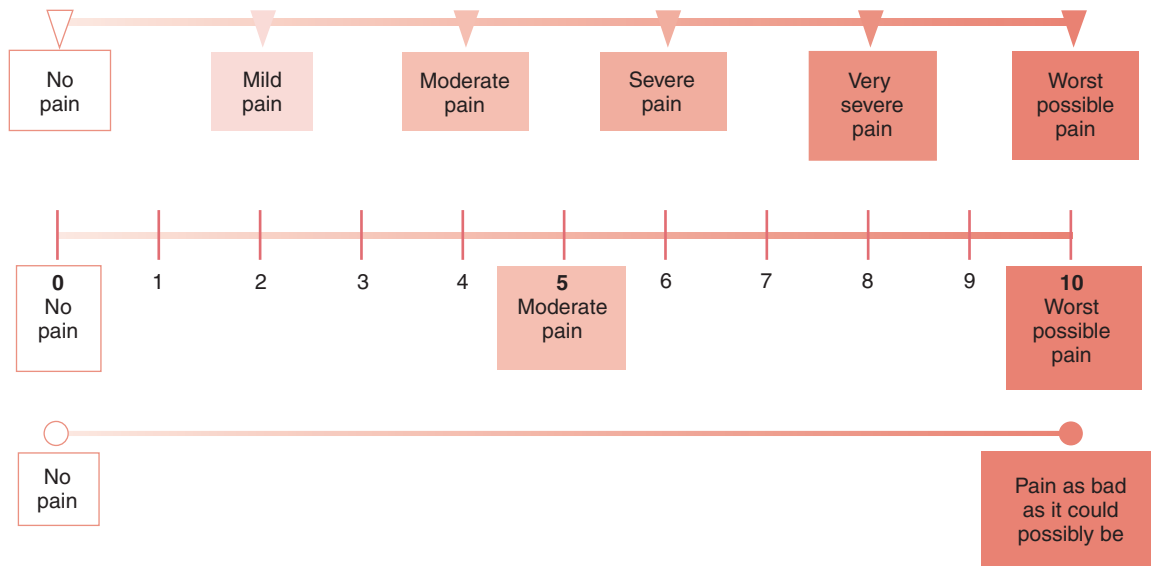 No
pain
Mild
pain
Moderate
pain
Severe
pain
Very
severe
pain
Worst
possible
pain
0
No
pain
1
2
3
4
5
Moderate
pain
6
7
8
9
10
Worst
possible
pain
No
pain
Pain as bad
as it could
possibly be